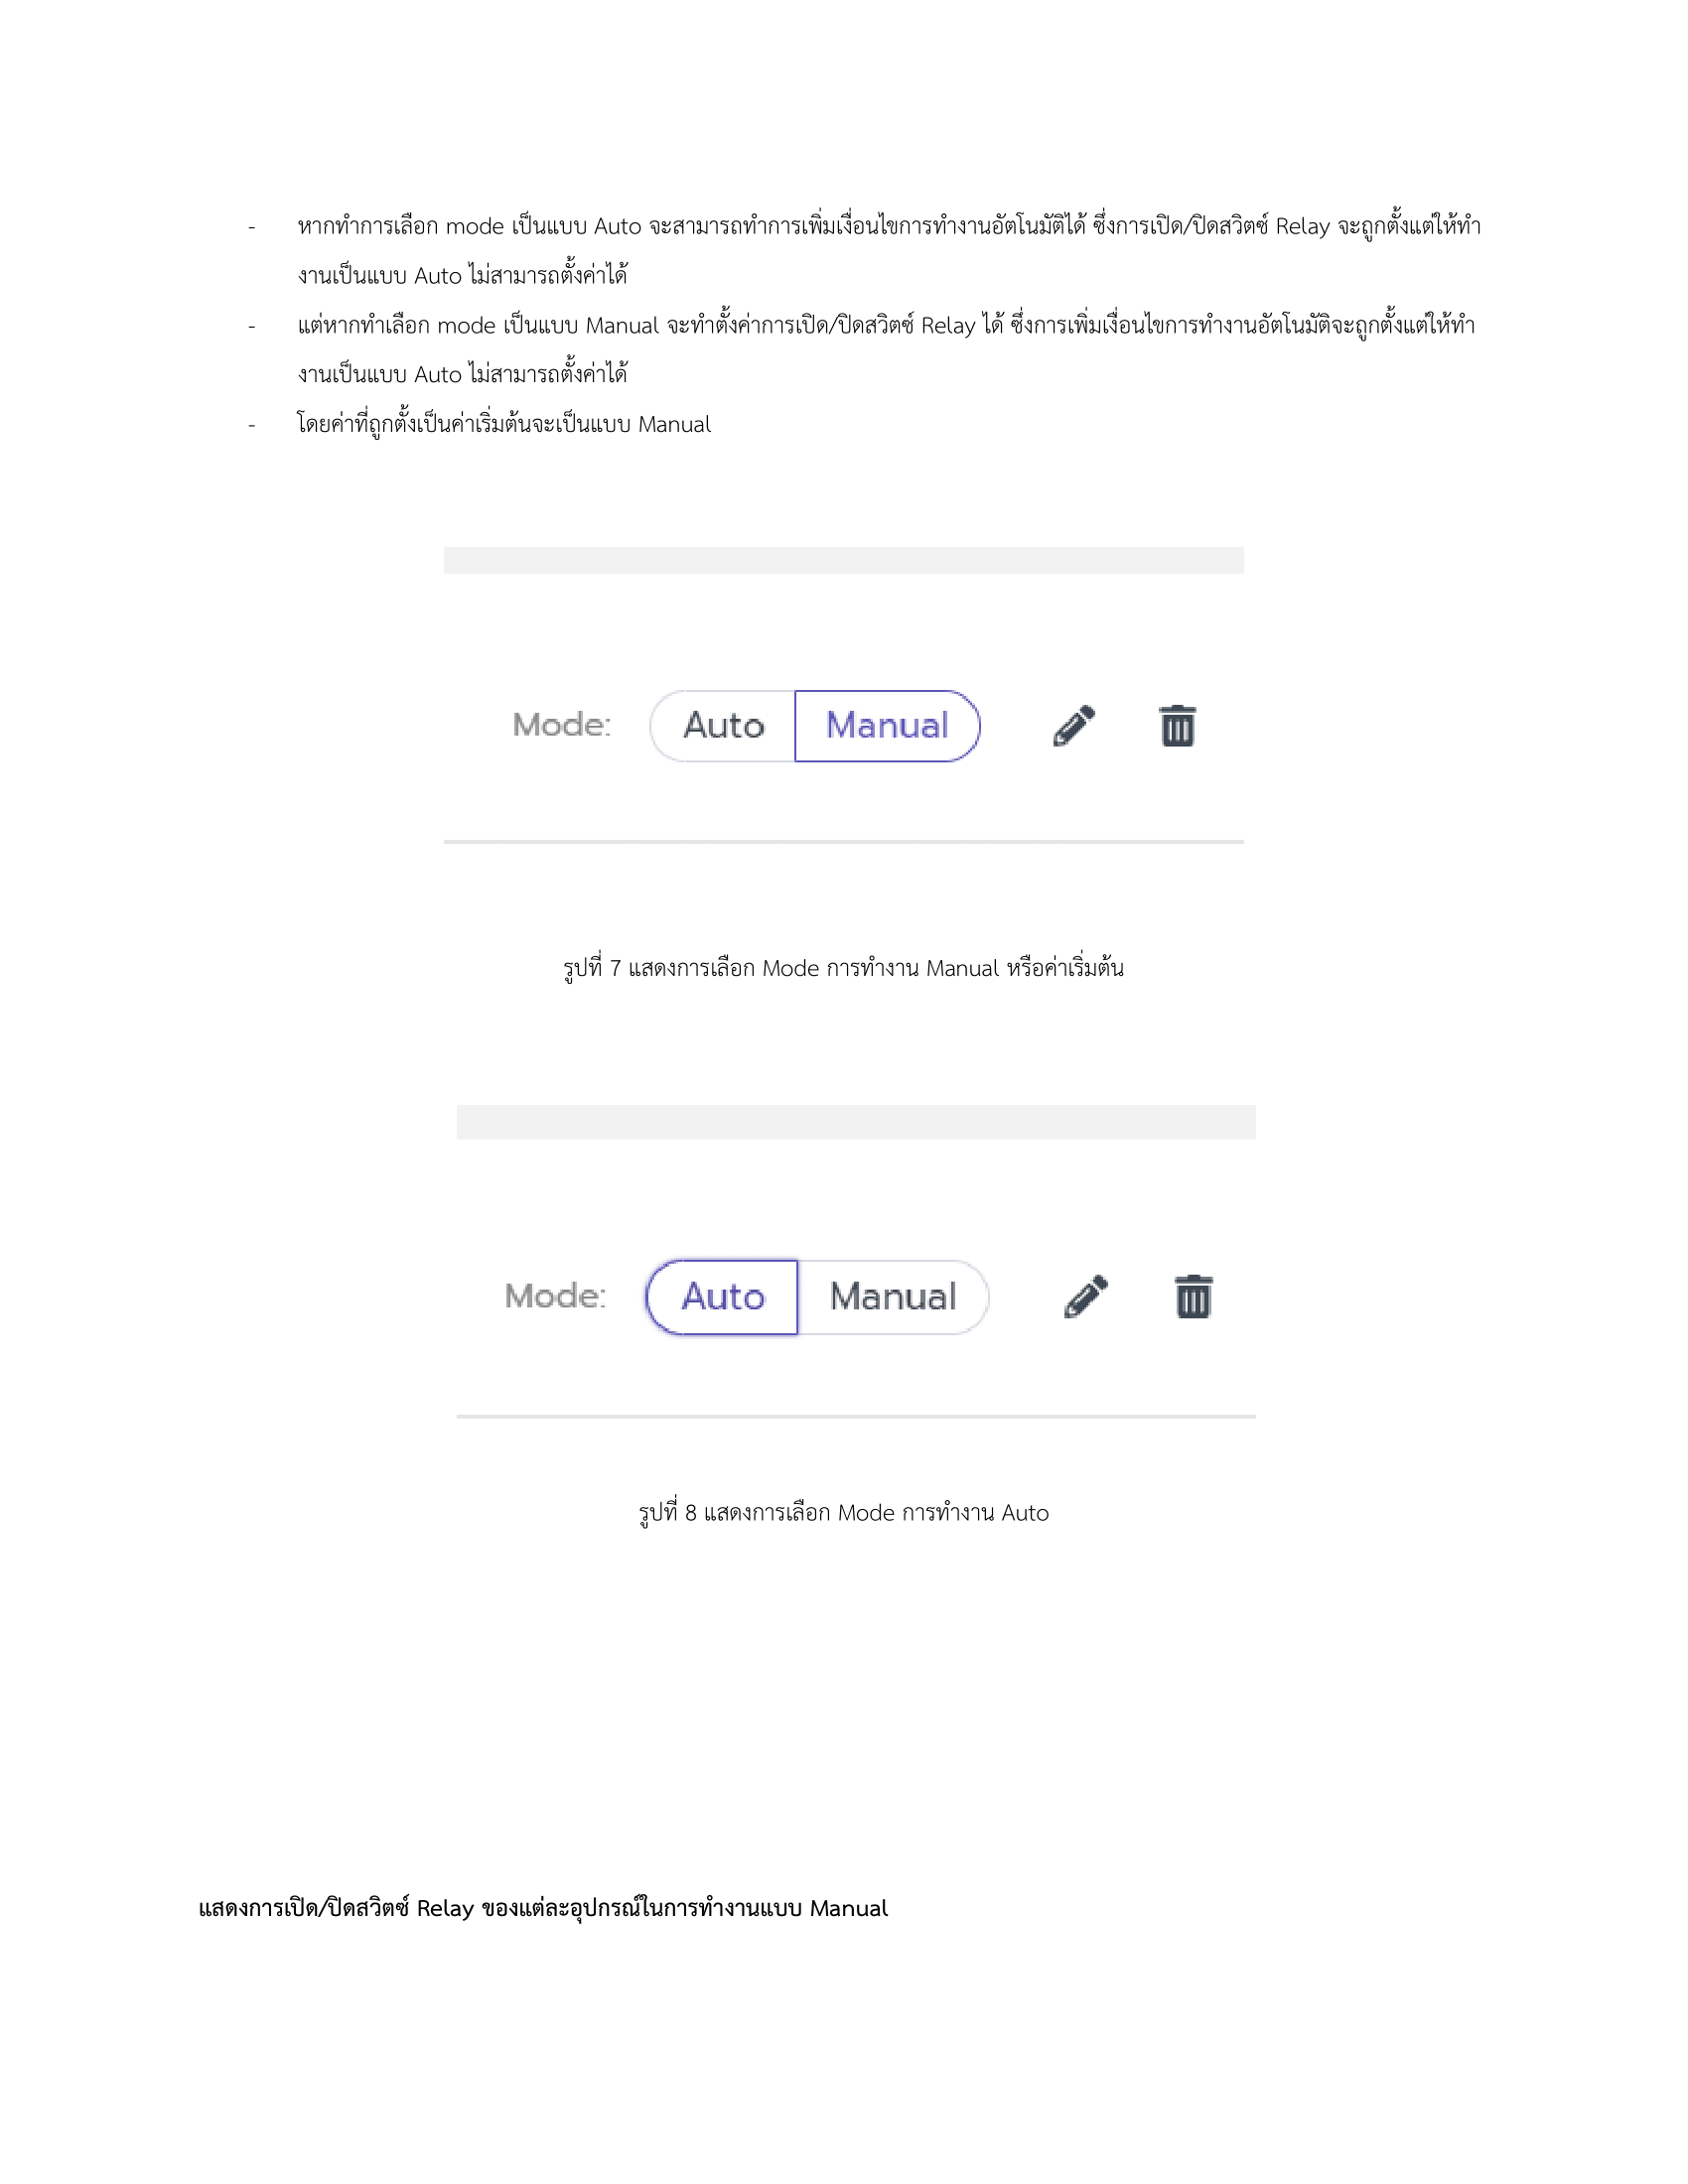 - หากทำการเลือก mode เป็นแบบ Auto จะสามารถทำการเพิ่มเงื่อนไขการทำงานอัตโนมัติได้ ซึ่งการเปิด/ปิดสวิตซ์ Relay จะถูกตั้งแต่ให้ทำ
งานเป็นแบบ Auto ไม่สามารถตั้งค่าได้
- แต่หากทำเลือก mode เป็นแบบ Manual จะทำตั้งค่าการเปิด/ปิดสวิตซ์ Relay ได้ ซึ่งการเพิ่มเงื่อนไขการทำงานอัตโนมัติจะถูกตั้งแต่ให้ทำ
งานเป็นแบบ Auto ไม่สามารถตั้งค่าได้
- โดยค่าที่ถูกตั้งเป็นค่าเริ่มต้นจะเป็นแบบ Manual
Mode: Auto Manual
รูปที่ 7 แสดงการเลือก Mode การทำงาน Manual หรือค่าเริ่มต้น
Mode: Auto Manual
รูปที่ 8 แสดงการเลือก Mode การทำงาน Auto
แสดงการเปิด/ปิดสวิตซ์ Relay ของแต่ละอุปกรณ์ในการทำงานแบบ Manual